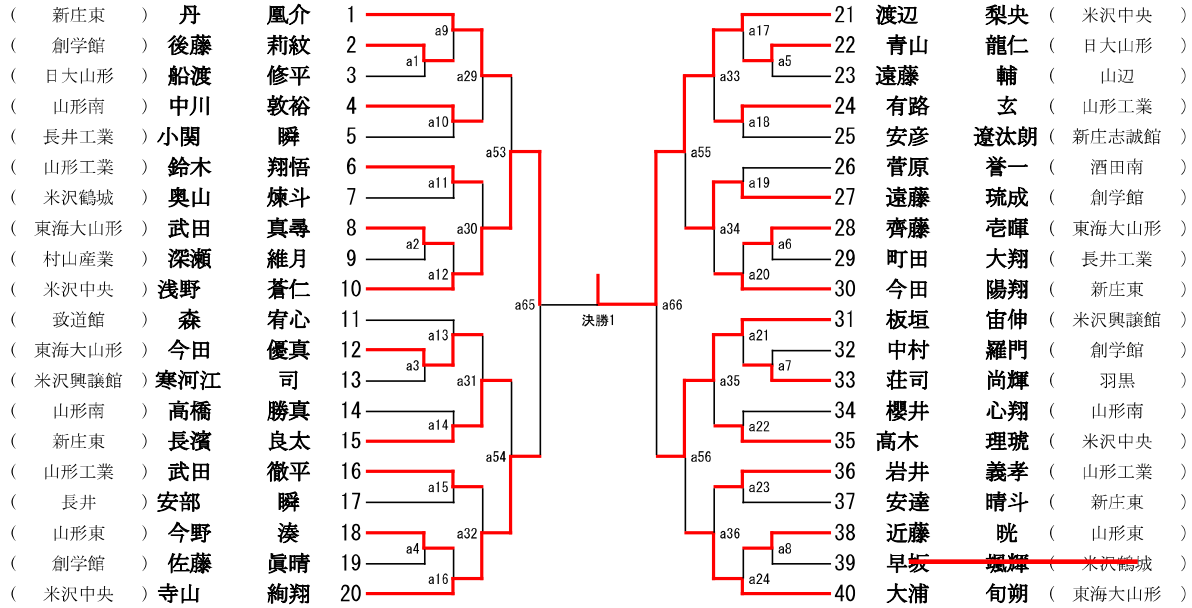 ( 新庄東 ) 丹 凰介 1
( 創学館 ) 後藤 莉紋 2
( 日大山形 ) 船渡 修平 3
( 山形南 ) 中川 敦裕 4
( 長井工業 ) 小関 瞬 5
( 山形工業 ) 鈴木 翔悟 6
( 米沢鶴城 ) 奥山 煉斗 7
( 東海大山形 ) 武田 真尋 8
( 村山産業 ) 深瀬 維月 9
( 米沢中央 ) 浅野 蒼仁 10
( 致道館 ) 森 宥心 11
( 東海大山形 ) 今田 優真 12
( 米沢興譲館 ) 寒河江 司 13
( 山形南 ) 高橋 勝真 14
( 新庄東 ) 長濱 良太 15
( 山形工業 ) 武田 徹平 16
( 長井 ) 安部 瞬 17
( 山形東 ) 今野 湊 18
( 創学館 ) 佐藤 眞晴 19
( 米沢中央 ) 寺山 絢翔 20
a1
a2
a3
a4
a9
a10
a11
a12
a13
a14
a15
a16
a29
a30
a31
a32
a53
a54
a65
決勝1
a66
a55
a56
a33
a34
a35
a36
a17
a18
a19
a20
a21
a22
a23
a24
a5
a6
a7
a8
21 渡辺 梨央 ( 米沢中央 )
22 青山 龍仁 ( 日大山形 )
23 遠藤 輔 ( 山辺 )
24 有路 玄 ( 山形工業 )
25 安彦 遼汰朗 ( 新庄志誠館 )
26 菅原 誉一 ( 酒田南 )
27 遠藤 琉成 ( 創学館 )
28 齊藤 壱暉 ( 東海大山形 )
29 町田 大翔 ( 長井工業 )
30 今田 陽翔 ( 新庄東 )
31 板垣 宙伸 ( 米沢興譲館 )
32 中村 羅門 ( 創学館 )
33 荘司 尚輝 ( 羽黒 )
34 櫻井 心翔 ( 山形南 )
35 高木 理琥 ( 米沢中央 )
36 岩井 義孝 ( 山形工業 )
37 安達 晴斗 ( 新庄東 )
38 近藤 晄 ( 山形東 )
39 早坂 颯輝 ( 米沢鶴城 )
40 大浦 旬朔 ( 東海大山形 )